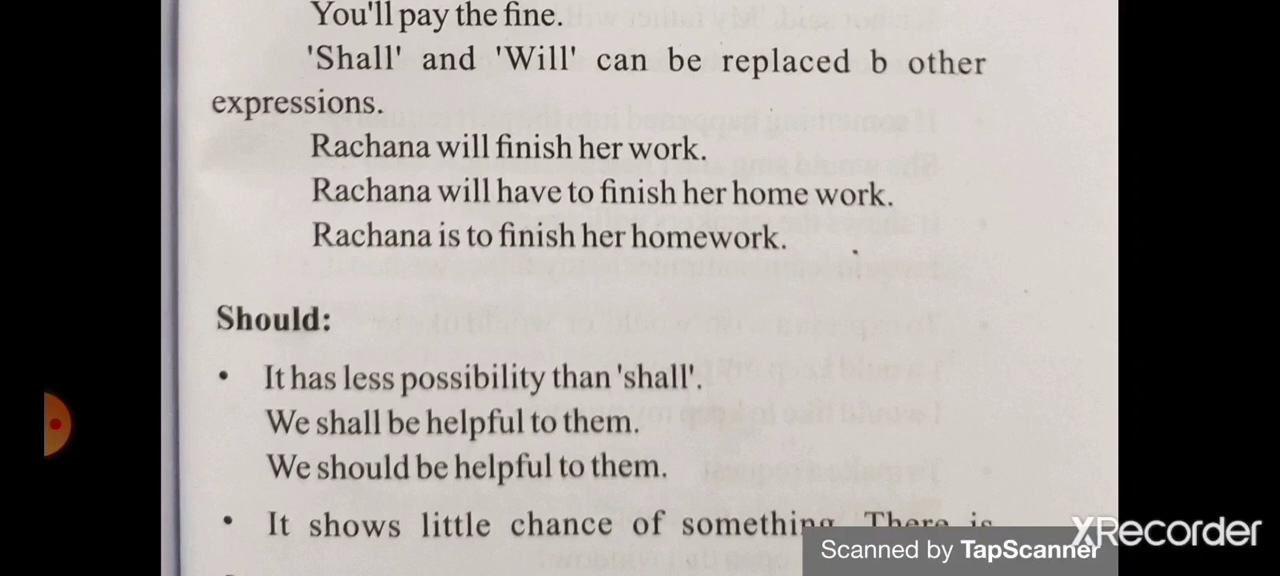 You'll pay the fine.
'Shall' and 'Will' can be replaced b other
expressions.
Rachana will finish her work.
Rachana will have to finish her home work.
Rachana is to finish her homework.
Should:
• It has less possibility than 'shall'.
We shall be helpful to them.
We should be helpful to them.
• It shows little chance of something. There is
Scanned by TapScanner
XRecorder